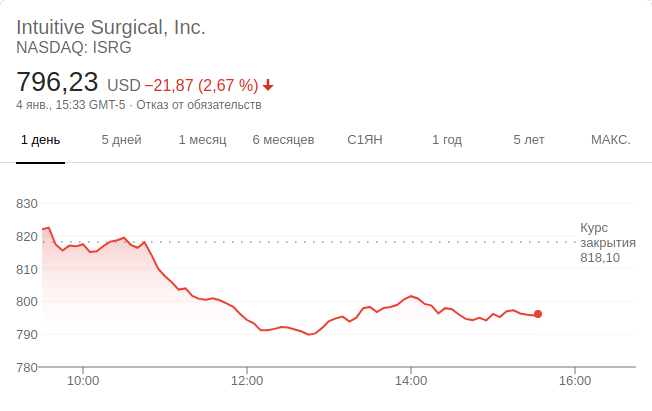 Intuitive Surgical, Inc.
NASDAQ: ISRG
796,23 USD −21,87 (2,67 %)
4 янв., 15:33 GMT-5 · Отказ от обязательств
1 день 5 дней 1 месяц 6 месяцев С1ЯН 1 год 5 лет МАКС.
830
820
810
800
790
780
Курс
закрытия
818,10
10:00 12:00 14:00 16:00